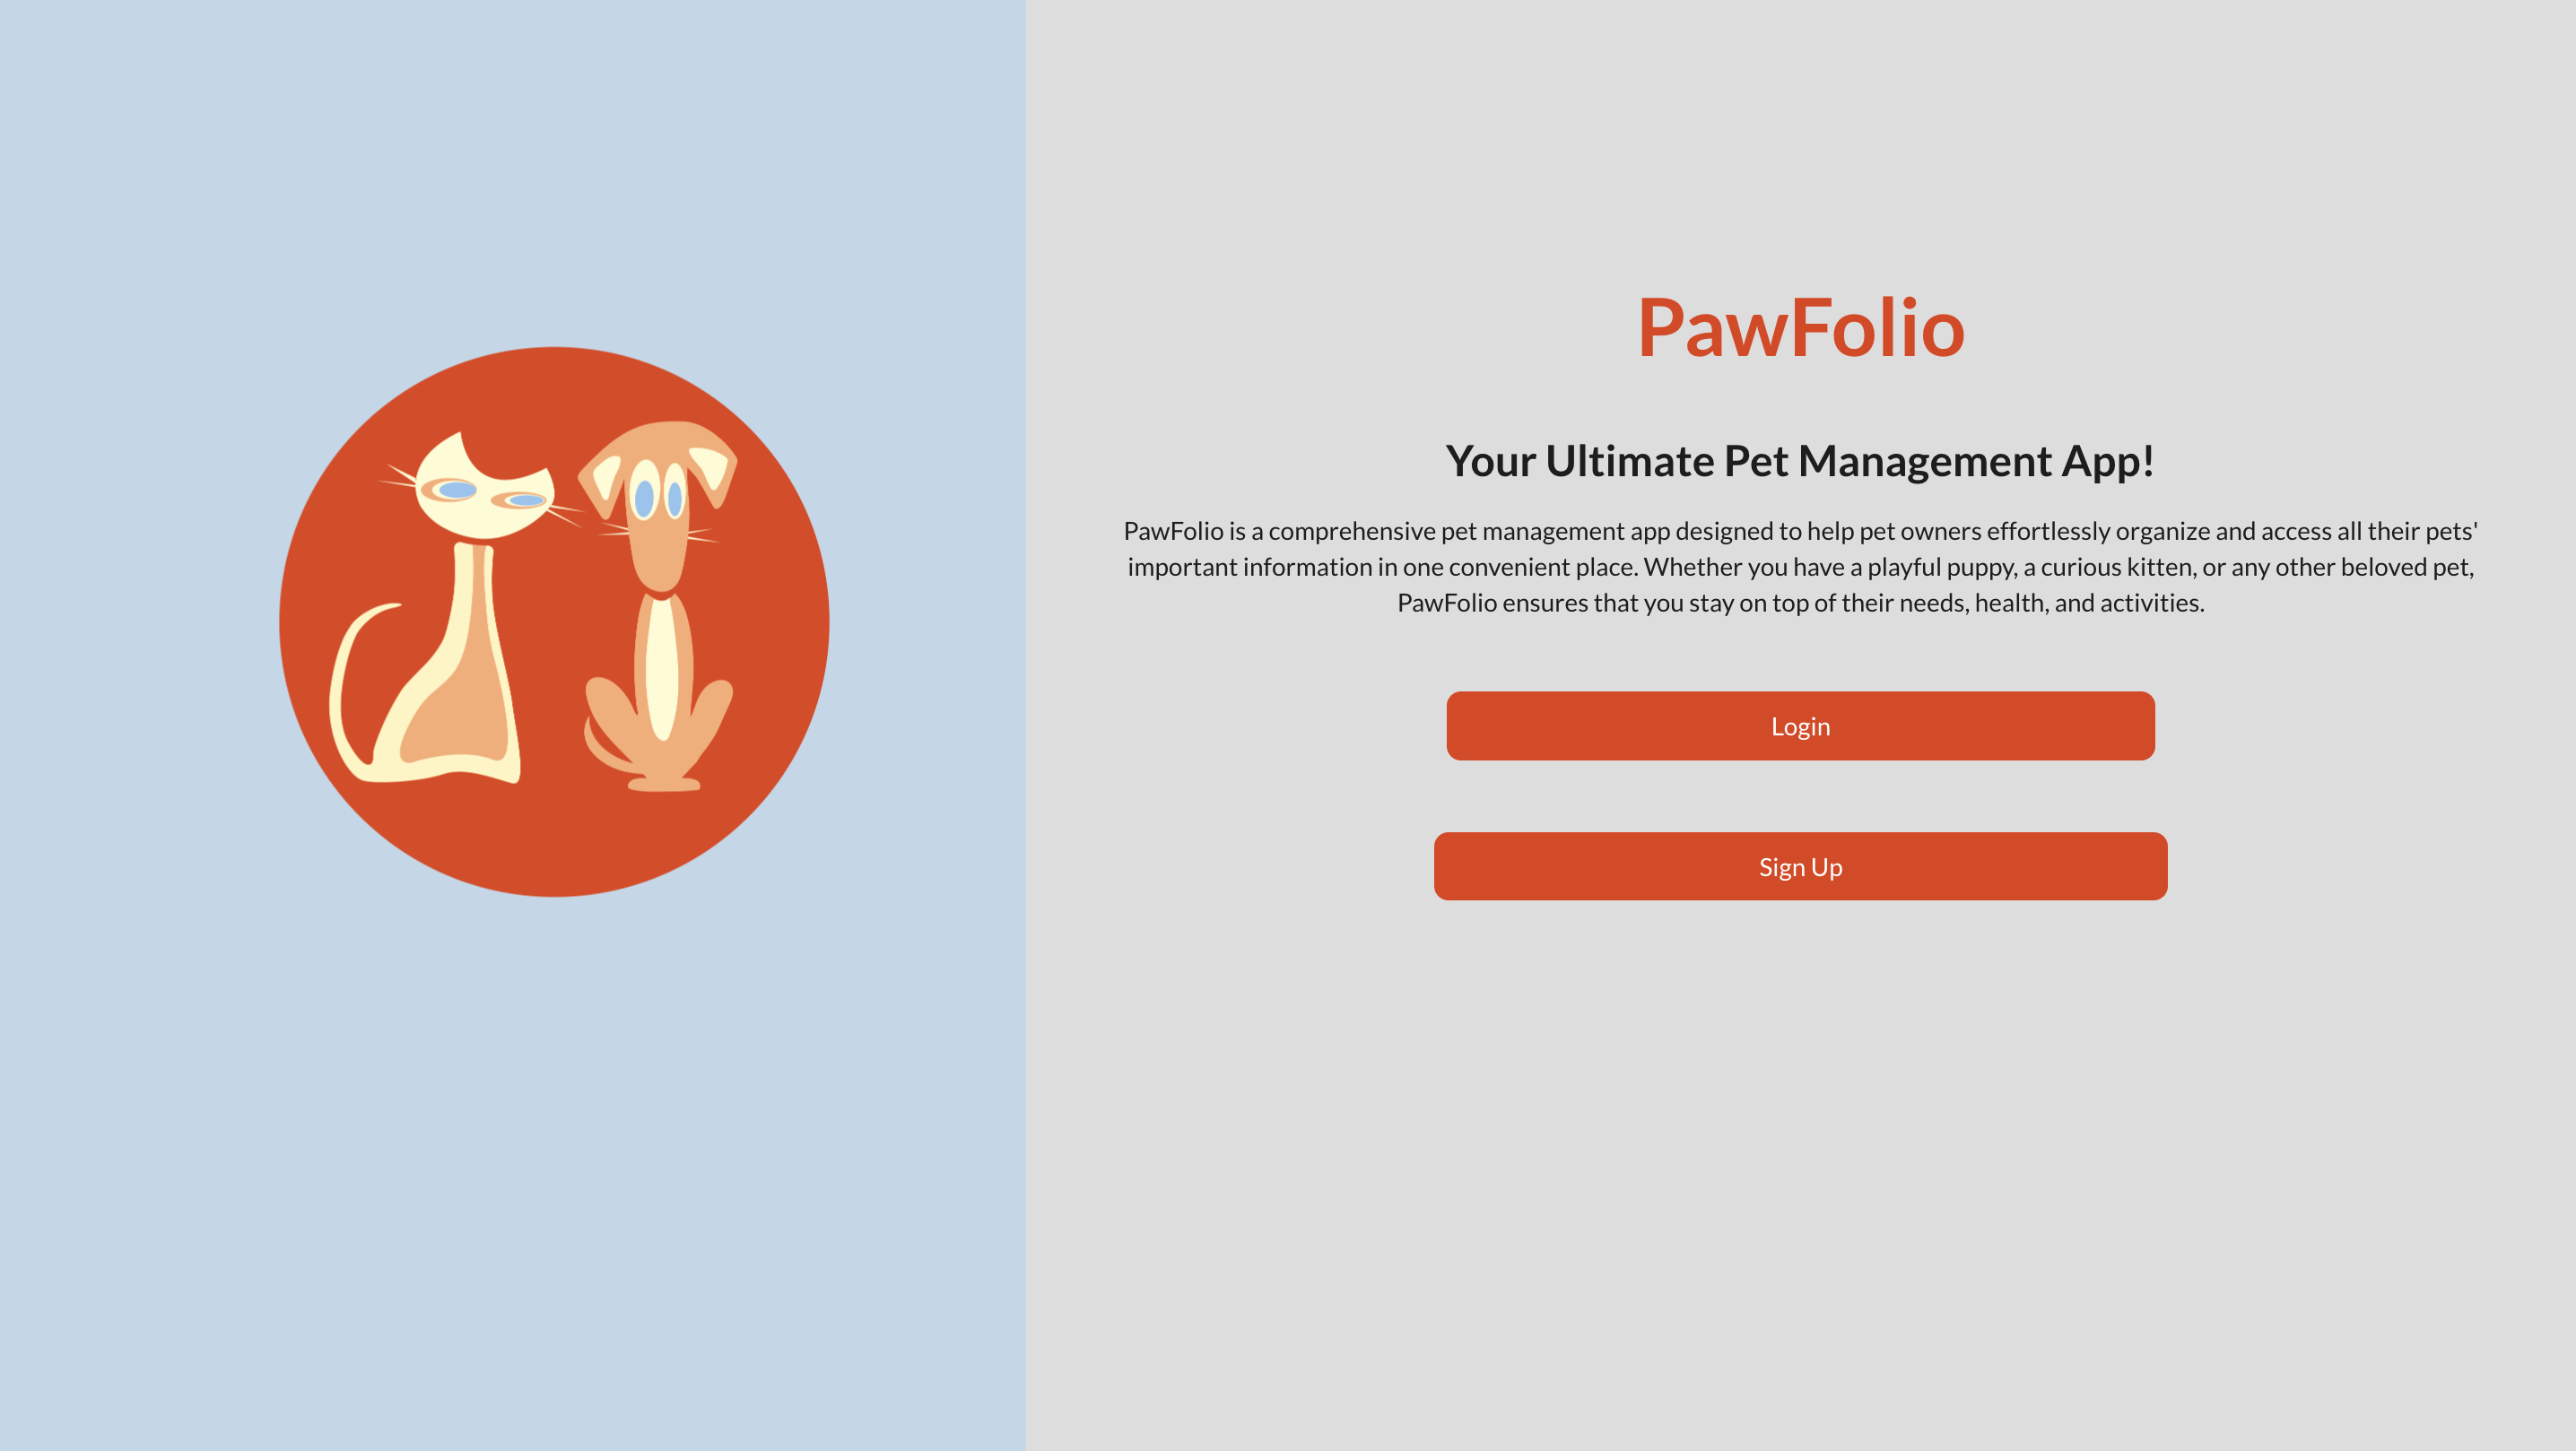 PawFolio
Your Ultimate Pet Management App!
PawFolio is a comprehensive pet management app designed to help pet owners effortlessly organize and access all their pets'
important information in one convenient place. Whether you have a playful puppy, a curious kitten, or any other beloved pet,
PawFolio ensures that you stay on top of their needs, health, and activities.
Login
Sign Up